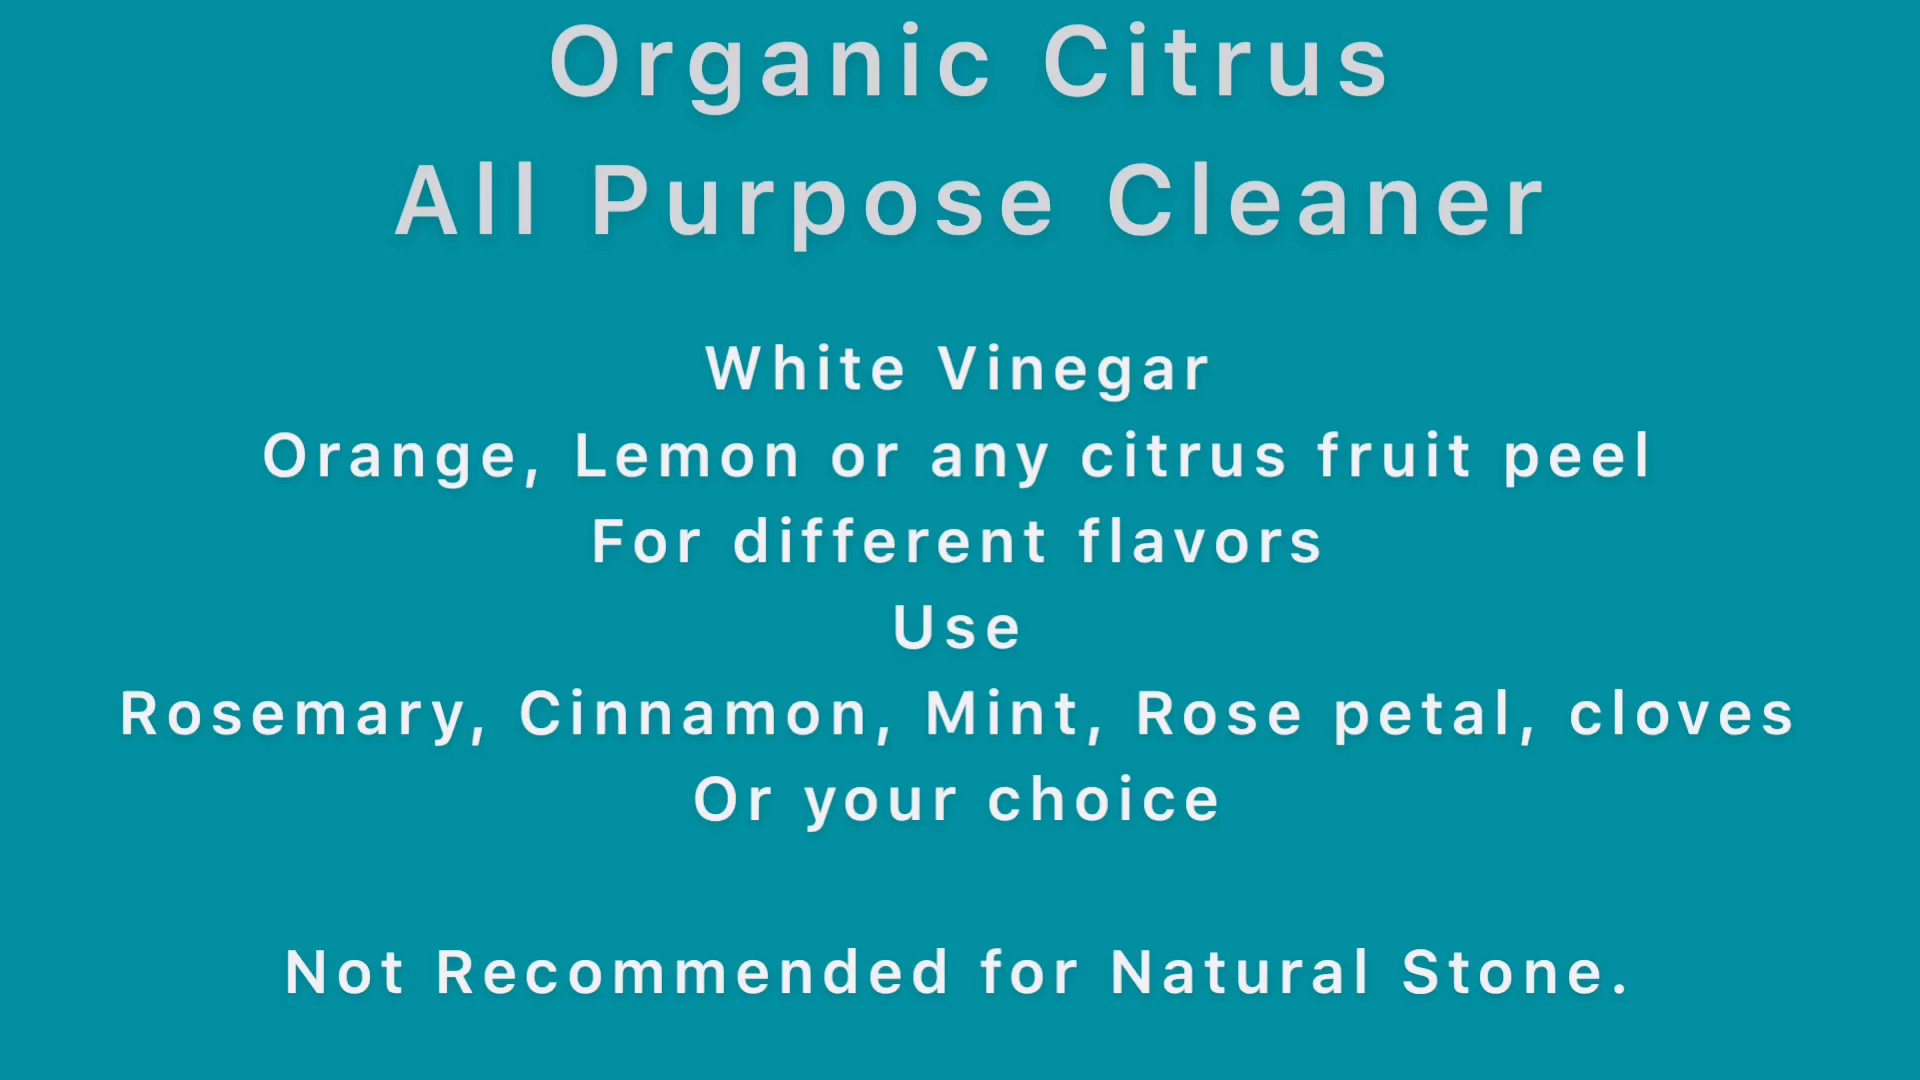 Organic Citrus
All Purpose Cleaner
White Vinegar
Orange, Lemon or any citrus fruit peel
For different flavors
Use
Rosemary, Cinnamon, Mint, Rose petal, cloves
Or your choice
Not Recommended for Natural Stone.